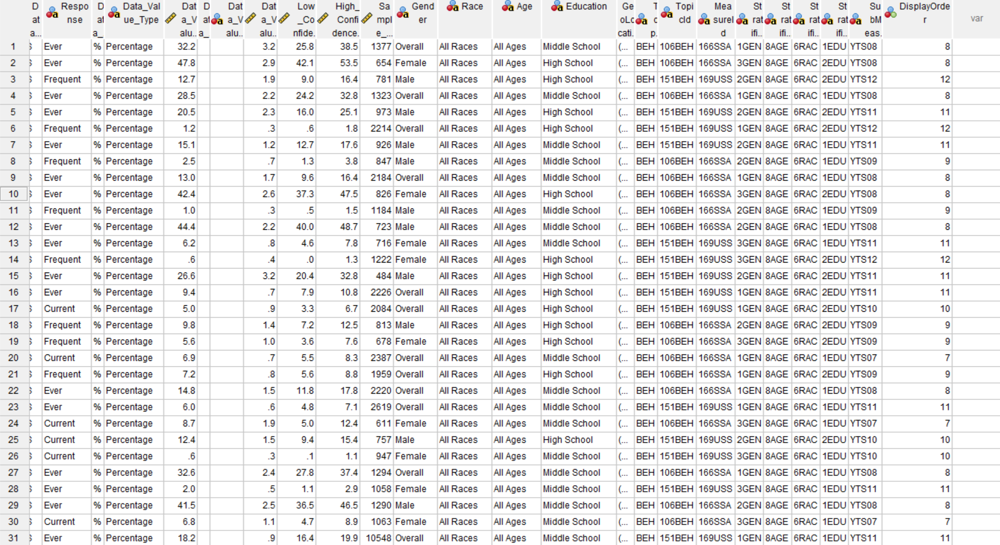 D at a... Response D at a_ Data_Value_Type Dat a_V alu.. D at a_ Dat a_V alu.. Dat a_V alu.. Low _Co nfide. High_ Confi dence. Sa mpl e_... Gender Race Age Education Ge oLc cati. T c p. TopicId MeasureId St rat ifi.. St rat ifi.. St rat ifi.. St rat ifi.. Su bM eas. DisplayOrder var
1 Ever % Percentage 32.2 3.2 25.8 38.5 1377 Overall All Races All Ages Middle School (... BEH 106BEH 166SSA 1GEN 8AGE 6RAC 1EDU YTS08 8
2 Ever % Percentage 47.8 2.9 42.1 53.5 654 Female All Races All Ages High School (... BEH 106BEH 166SSA 3GEN 8AGE 6RAC 2EDU YTS08 8
3 Frequent % Percentage 12.7 1.9 9.0 16.4 781 Male All Races All Ages High School (... BEH 151BEH 169USS 2GEN 8AGE 6RAC 2EDU YTS12 12
4 Ever % Percentage 28.5 2.2 24.2 32.8 1323 Overall All Races All Ages Middle School (... BEH 106BEH 166SSA 1GEN 8AGE 6RAC 1EDU YTS08 8
5 Ever % Percentage 20.5 2.3 16.0 25.1 973 Male All Races All Ages High School (... BEH 151BEH 169USS 2GEN 8AGE 6RAC 2EDU YTS11 11
6 Frequent % Percentage 1.2 .3 .6 1.8 2214 Overall All Races All Ages High School (... BEH 151BEH 169USS 1GEN 8AGE 6RAC 2EDU YTS12 12
7 Ever % Percentage 15.1 1.2 12.7 17.6 926 Male All Races All Ages Middle School (... BEH 151BEH 169USS 2GEN 8AGE 6RAC 1EDU YTS11 11
8 Frequent % Percentage 2.5 .7 1.3 3.8 847 Male All Races All Ages Middle School (... BEH 106BEH 166SSA 2GEN 8AGE 6RAC 1EDU YTS09 9
9 Ever % Percentage 13.0 1.7 9.6 16.4 2184 Overall All Races All Ages Middle School (... BEH 106BEH 166SSA 1GEN 8AGE 6RAC 1EDU YTS08 8
10 Ever % Percentage 42.4 2.6 37.3 47.5 826 Female All Races All Ages High School (... BEH 106BEH 166SSA 3GEN 8AGE 6RAC 2EDU YTS08 8
11 Frequent % Percentage 1.0 .3 .5 1.5 1184 Male All Races All Ages Middle School (... BEH 106BEH 166SSA 2GEN 8AGE 6RAC 1EDU YTS09 9
12 Ever % Percentage 44.4 2.2 40.0 48.7 723 Male All Races All Ages Middle School (... BEH 106BEH 166SSA 2GEN 8AGE 6RAC 1EDU YTS08 8
13 Ever % Percentage 6.2 .8 4.6 7.8 716 Female All Races All Ages Middle School (... BEH 151BEH 169USS 3GEN 8AGE 6RAC 1EDU YTS11 11
14 Frequent % Percentage .6 .4 .0 1.3 1222 Female All Races All Ages High School (... BEH 151BEH 169USS 3GEN 8AGE 6RAC 2EDU YTS12 12
15 Ever % Percentage 26.6 3.2 20.4 32.8 484 Male All Races All Ages High School (... BEH 151BEH 169USS 2GEN 8AGE 6RAC 2EDU YTS11 11
16 Ever % Percentage 9.4 .7 7.9 10.8 2226 Overall All Races All Ages High School (... BEH 151BEH 169USS 1GEN 8AGE 6RAC 2EDU YTS11 11
17 Current % Percentage 5.0 .9 3.3 6.7 2084 Overall All Races All Ages High School (... BEH 151BEH 169USS 1GEN 8AGE 6RAC 2EDU YTS10 10
18 Frequent % Percentage 9.8 1.4 7.2 12.5 813 Male All Races All Ages High School (... BEH 106BEH 166SSA 2GEN 8AGE 6RAC 2EDU YTS09 9
19 Frequent % Percentage 5.6 1.0 3.6 7.6 678 Female All Races All Ages High School (... BEH 106BEH 166SSA 3GEN 8AGE 6RAC 2EDU YTS09 9
20 Current % Percentage 6.9 .7 5.5 8.3 2387 Overall All Races All Ages Middle School (... BEH 106BEH 166SSA 1GEN 8AGE 6RAC 1EDU YTS07 7
21 Frequent % Percentage 7.2 .8 5.6 8.8 1959 Overall All Races All Ages High School (... BEH 106BEH 166SSA 1GEN 8AGE 6RAC 2EDU YTS09 9
22 Ever % Percentage 14.8 1.5 11.8 17.8 2220 Overall All Races All Ages Middle School (... BEH 106BEH 166SSA 1GEN 8AGE 6RAC 1EDU YTS08 8
23 Ever % Percentage 6.0 .6 4.8 7.1 2619 Overall All Races All Ages Middle School (... BEH 151BEH 169USS 1GEN 8AGE 6RAC 1EDU YTS11 11
24 Current % Percentage 8.7 1.9 5.0 12.4 611 Female All Races All Ages Middle School (... BEH 106BEH 166SSA 3GEN 8AGE 6RAC 1EDU YTS07 7
25 Current % Percentage 12.4 1.5 9.4 15.4 757 Male All Races All Ages High School (... BEH 151BEH 169USS 2GEN 8AGE 6RAC 2EDU YTS10 10
26 Current % Percentage .6 .3 .1 1.1 947 Female All Races All Ages Middle School (... BEH 151BEH 169USS 3GEN 8AGE 6RAC 1EDU YTS10 10
27 Ever % Percentage 32.6 2.4 27.8 37.4 1294 Overall All Races All Ages Middle School (... BEH 106BEH 166SSA 1GEN 8AGE 6RAC 1EDU YTS08 8
28 Ever % Percentage 2.0 .5 1.1 2.9 1058 Female All Races All Ages Middle School (... BEH 151BEH 169USS 3GEN 8AGE 6RAC 1EDU YTS11 11
29 Ever % Percentage 41.5 2.5 36.5 46.5 1290 Male All Races All Ages Middle School (... BEH 106BEH 166SSA 2GEN 8AGE 6RAC 1EDU YTS08 8
30 Current % Percentage 6.8 1.1 4.7 8.9 1063 Female All Races All Ages Middle School (... BEH 106BEH 166SSA 3GEN 8AGE 6RAC 1EDU YTS07 7
31 Ever % Percentage 18.2 .9 16.4 19.9 10548 Overall All Races All Ages Middle School (... BEH 151BEH 169USS 1GEN 8AGE 6RAC 1EDU YTS11 11